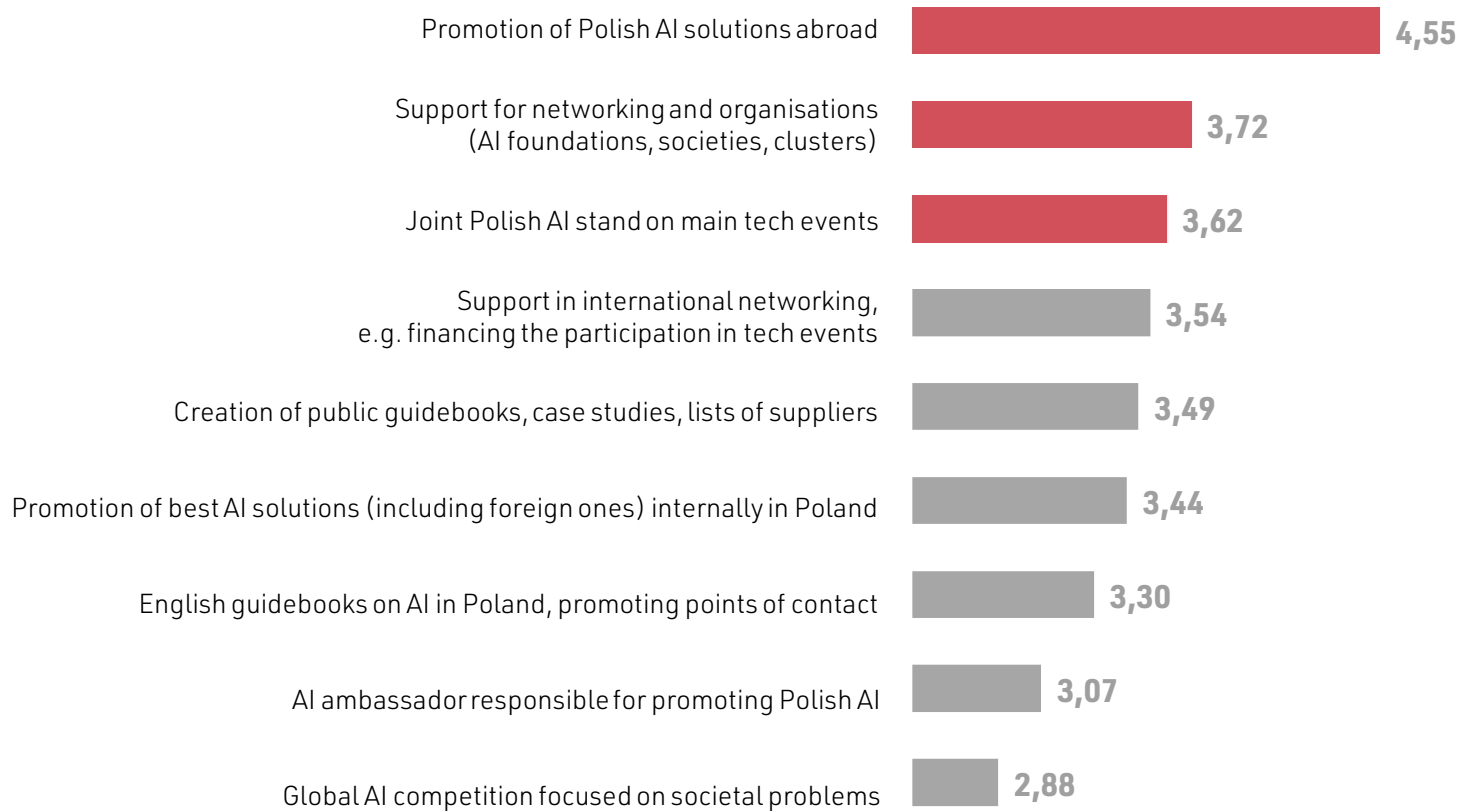 Promotion of Polish AI solutions abroad
4,55
Support for networking and organisations
(AI foundations, societies, clusters)
3,72
Joint Polish AI stand on main tech events
3,62
Support in international networking,
e.g. financing the participation in tech events
3,54
Creation of public guidebooks, case studies, lists of suppliers
3,49
Promotion of best AI solutions (including foreign ones) internally in Poland
3,44
English guidebooks on AI in Poland, promoting points of contact
3,30
AI ambassador responsible for promoting Polish AI
3,07
Global AI competition focused on societal problems
2,88